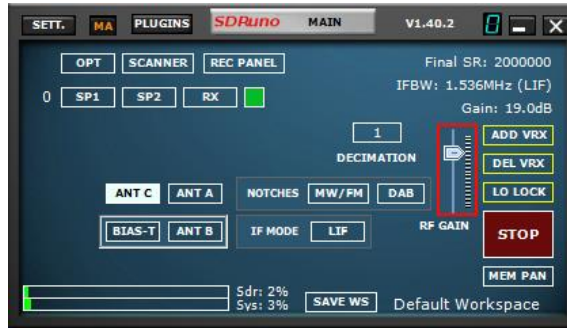 SETT. MA PLUGINS SDRuno MAIN V1.40.2 0
OPT SCANNER REC PANEL Final SR: 2000000
IFBW: 1.536MHz (LIF)
0 SP1 SP2 RX Gain: 19.0dB
1 ADD VRX
DECIMATION DEL VRX
ANT C ANT A NOTCHES MW/FM DAB LO LOCK
BIAS-T ANT B IF MODE LIF RF GAIN STOP
MEM PAN
Sdr: 2%
Sys: 3% SAVE WS Default Workspace